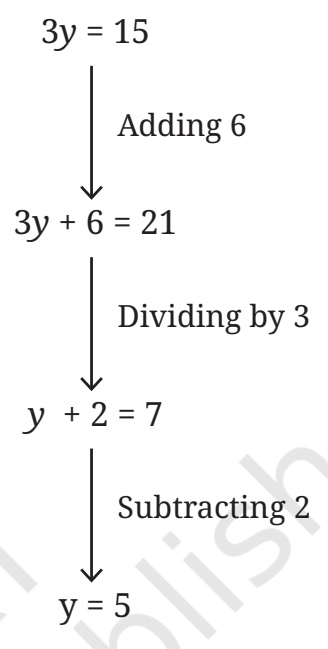 3y = 15
Adding 6
3y + 6 = 21
Dividing by 3
y + 2 = 7
Subtracting 2
y = 5